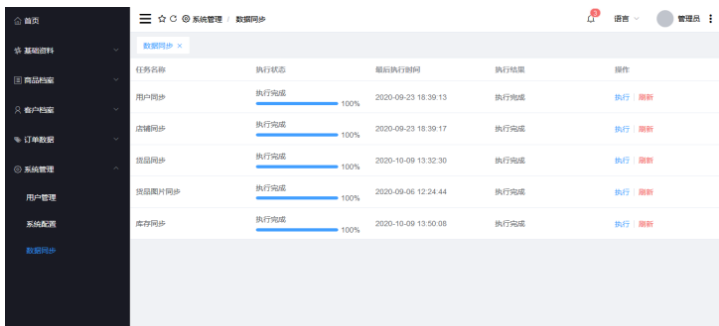 首页
基础资料
商品档案
客户档案
订单数据
系统管理
用户管理
系统配置
数据同步
系统管理 / 数据同步
3
语言
管理员
数据同步 ×
任务名称 执行状态 最后执行时间 执行结果 操作
用户同步 执行完成 100% 2020-09-23 18:39:13 执行完成 执行 刷新
店铺同步 执行完成 100% 2020-09-23 18:39:17 执行完成 执行 刷新
货品同步 执行完成 100% 2020-10-09 13:32:30 执行完成 执行 刷新
货品图片同步 执行完成 100% 2020-09-06 12:24:44 执行完成 执行 刷新
库存同步 执行完成 100% 2020-10-09 13:50:08 执行完成 执行 刷新